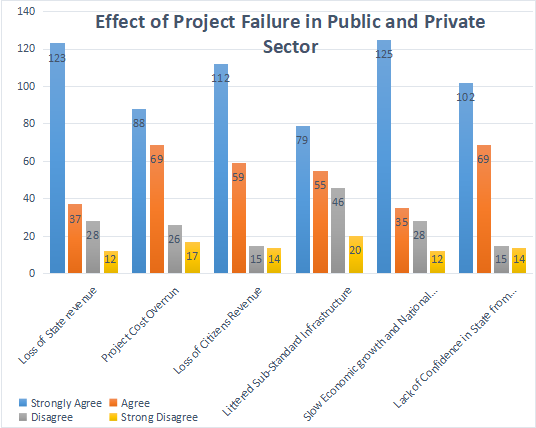 Effect of Project Failure in Public and Private
Sector
140
120
100
80
60
40
20
0
123
37
28
12
88
69
26
17
112
59
15
14
79
55
46
20
125
35
28
12
102
69
15
14
Loss of State revenue
Project Cost Overrun
Loss of Citizens Revenue
Littered Sub-Standard Infrastructure
Slow Economic growth and National...
Lack of Confidence in State from...
Strongly Agree
Agree
Disagree
Strong Disagree